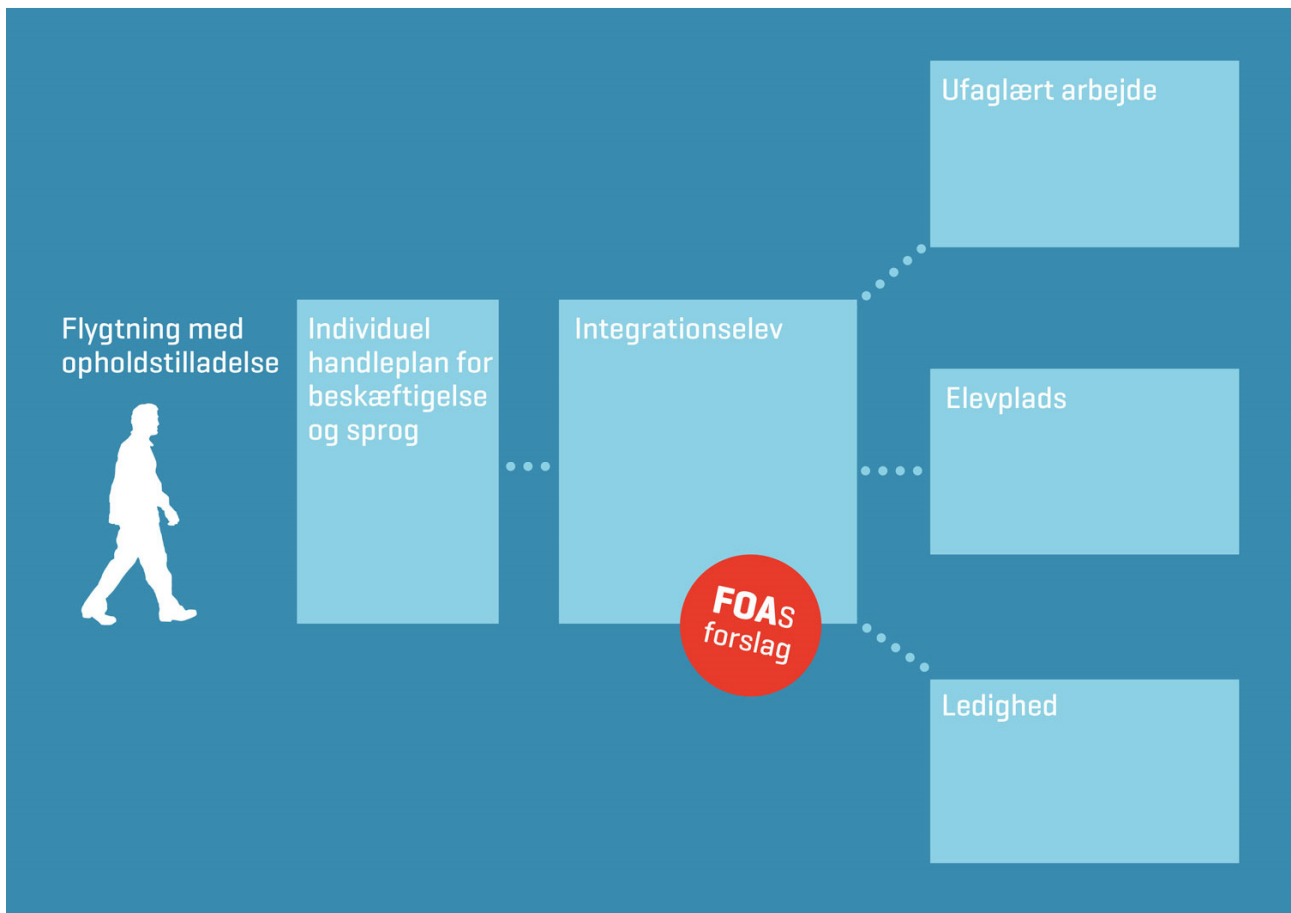 Flygtning med
opholdstilladelse
Individuel
handleplan for
beskæftigelse
og sprog
Integrationselev
FOAs
forslag
Ufaglært arbejde
Elevplads
Ledighed